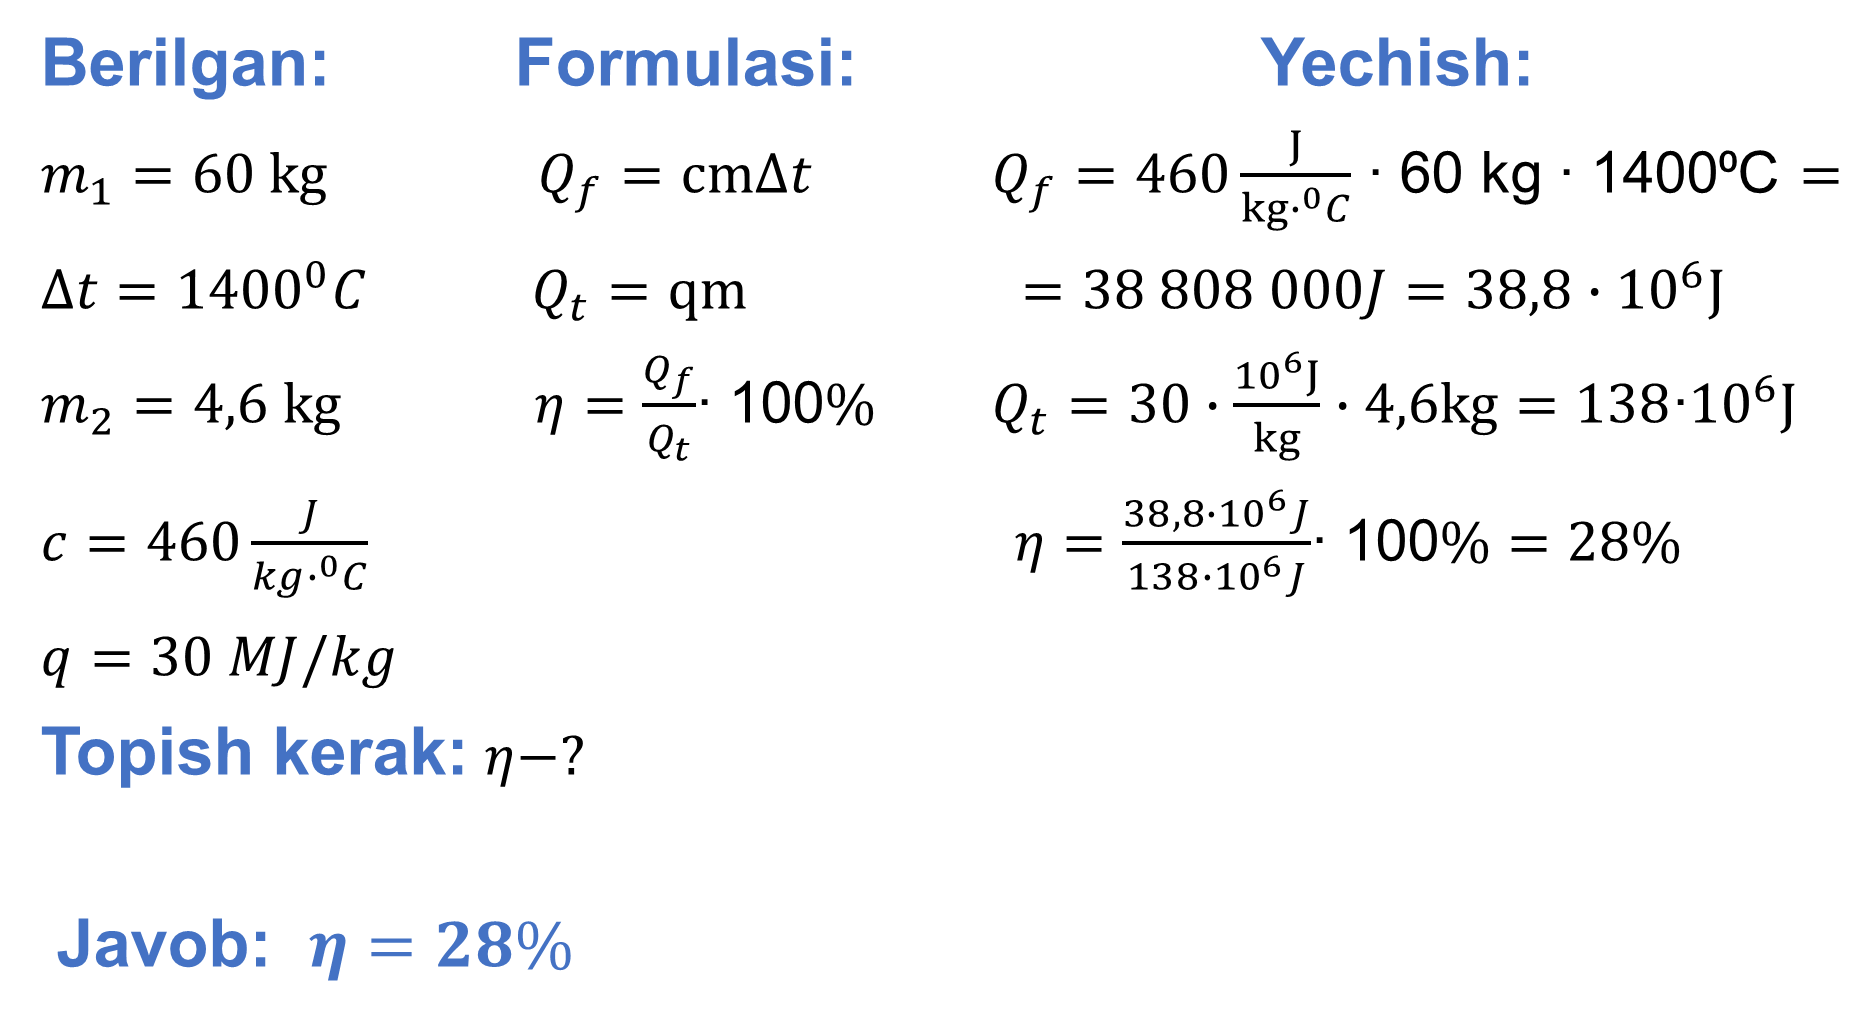 Berilgan:
m₁ = 60 kg
Δt = 1400⁰C
m₂ = 4,6 kg
c = 460 J/(kg·⁰C)
q = 30 MJ/kg
Topish kerak: η−?
Formulasi:
Q_f = cmΔt
Q_t = qm
η = Q_f/Q_t · 100%
Yechish:
Q_f = 460 J/(kg·⁰C) · 60 kg · 1400ºC =
= 38 808 000J = 38,8 · 10⁶J
Q_t = 30 · 10⁶J/kg · 4,6kg = 138·10⁶J
η = 38,8·10⁶J/138·10⁶J · 100% = 28%
Javob: η = 28%